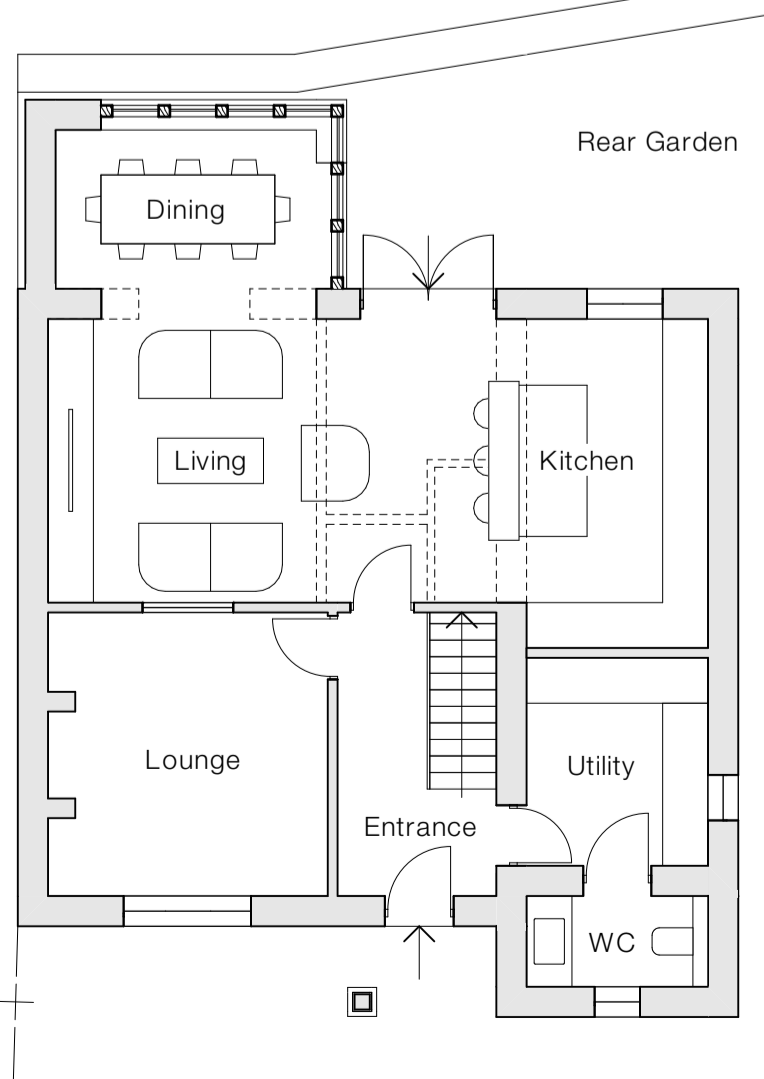 Rear Garden
Dining
Living
Kitchen
Lounge
Utility
Entrance
WC